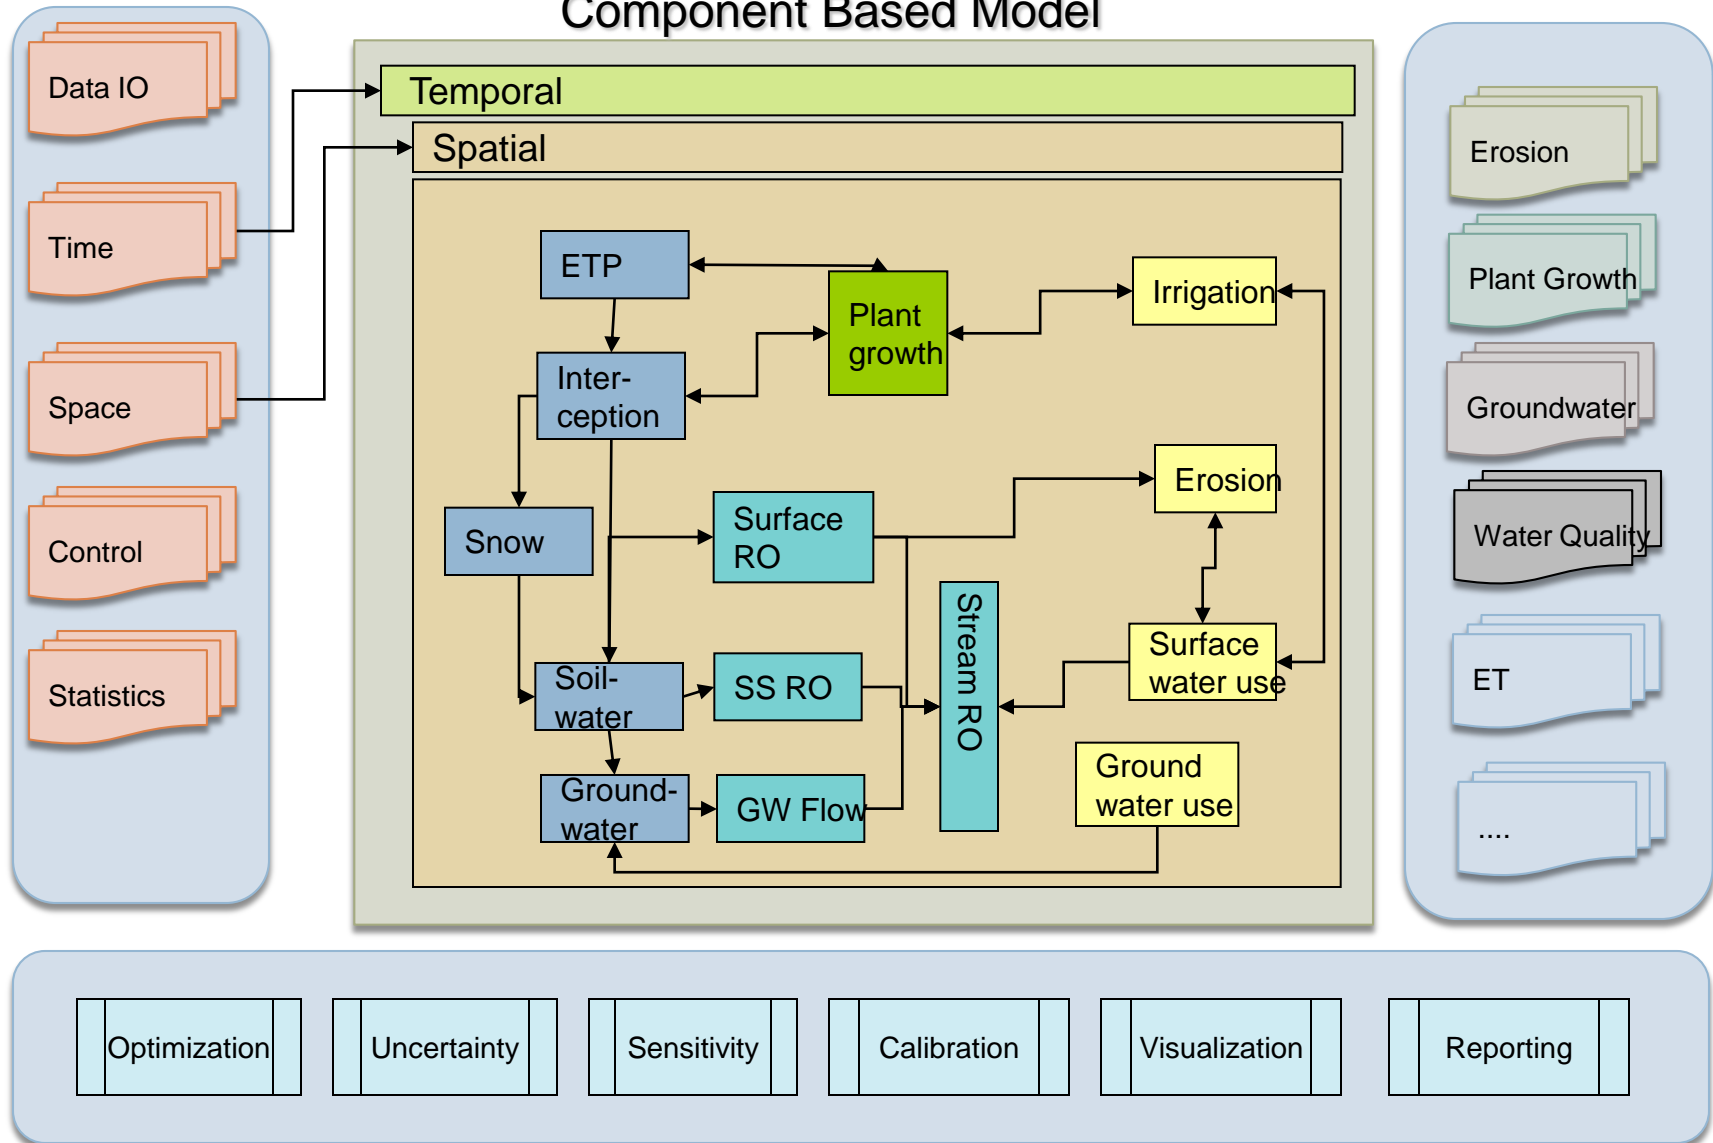 Component Based Model
Data IO
Time
Space
Control
Statistics
Temporal
Spatial
ETP
Plant
growth
Irrigation
Inter-
ception
Erosion
Snow
Surface
RO
Stream RO
Surface
water use
Soil-
water
SS RO
Ground
water use
Ground-
water
GW Flow
Erosion
Plant Growth
Groundwater
Water Quality
ET
....
Optimization
Uncertainty
Sensitivity
Calibration
Visualization
Reporting